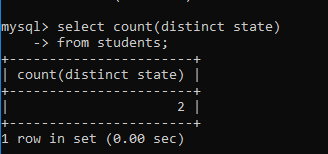 mysql> select count(distinct state)
    -> from students;
+-----------------------+
| count(distinct state) |
+-----------------------+
|                     2 |
+-----------------------+
1 row in set (0.00 sec)